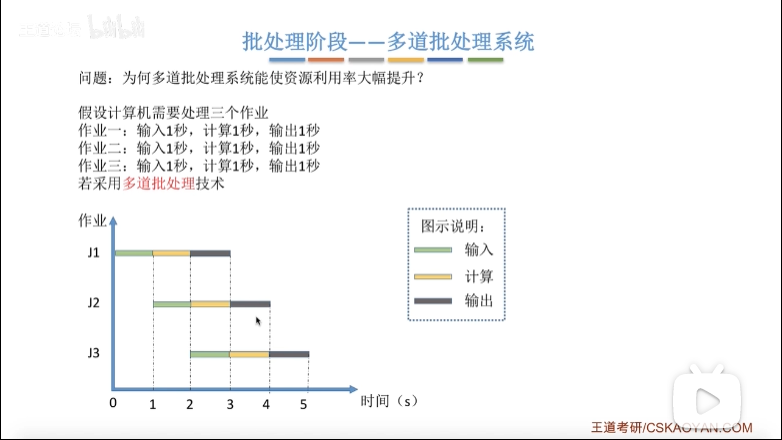 王道考研 bilibili
批处理阶段——多道批处理系统
问题：为何多道批处理系统能使资源利用率大幅提升？
假设计算机需要处理三个作业
作业一：输入1秒，计算1秒，输出1秒
作业二：输入1秒，计算1秒，输出1秒
作业三：输入1秒，计算1秒，输出1秒
若采用多道批处理技术
作业
J1
J2
J3
0 1 2 3 4 5 时间（s）
图示说明：
输入
计算
输出
王道考研/CSKAOYAN.COM